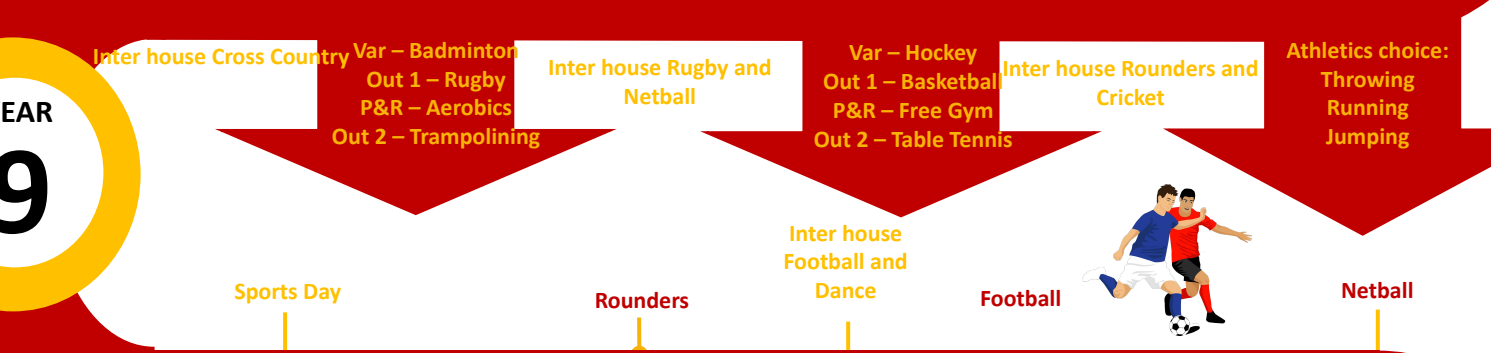 EAR
9
Inter house Cross Country
Var – Badminton
Out 1 – Rugby
P&R – Aerobics
Out 2 – Trampolining
Inter house Rugby and
Netball
Var – Hockey
Out 1 – Basketball
P&R – Free Gym
Out 2 – Table Tennis
Inter house Rounders and
Cricket
Athletics choice:
Throwing
Running
Jumping
Sports Day
Rounders
Inter house
Football and
Dance
Football
Netball